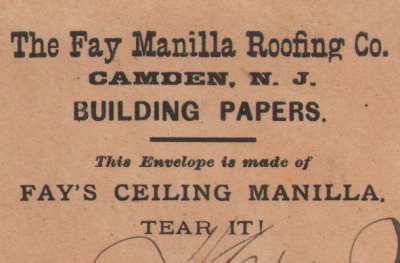 The Fay Manilla Roofing Co.
CAMDEN, N. J.
BUILDING PAPERS.
This Envelope is made of
FAY'S CEILING MANILLA.
TEAR IT!